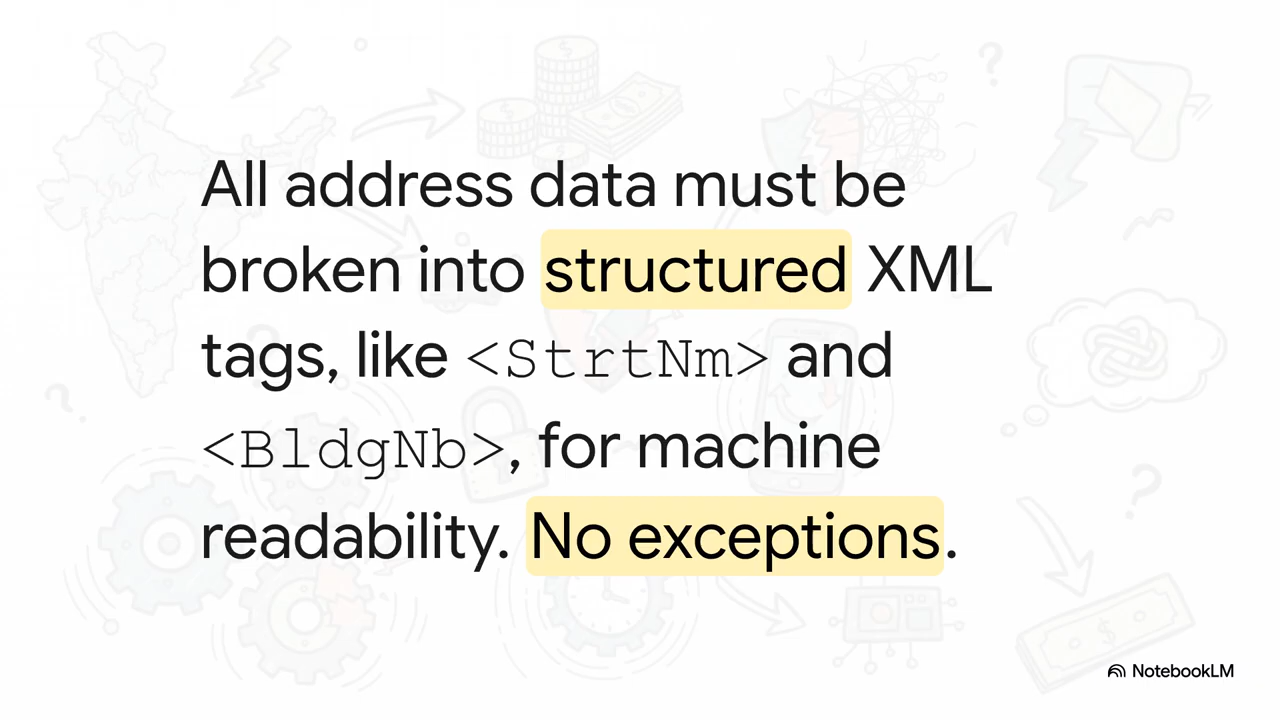 All address data must be
broken into structured XML
tags, like <StrtNm> and
<BldgNb>, for machine
readability. No exceptions.
NotebookLM